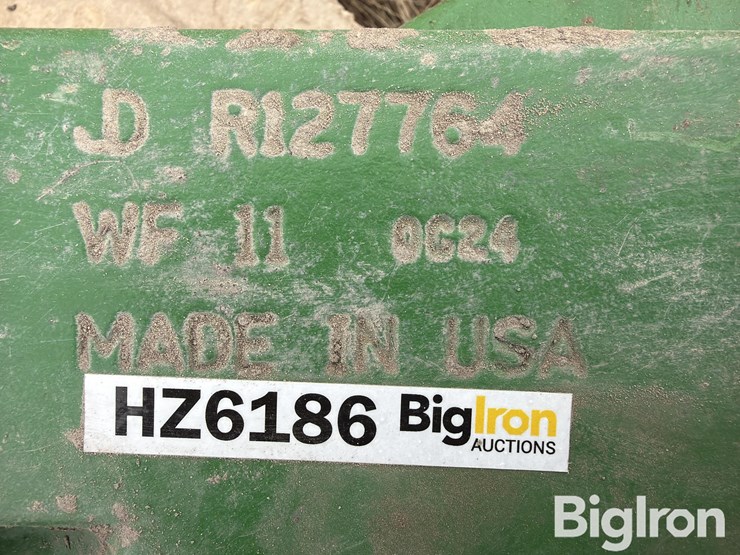 JD R127764
WF 11 0G24
MADE IN USA
HZ6186 BigIron
AUCTIONS
BigIron